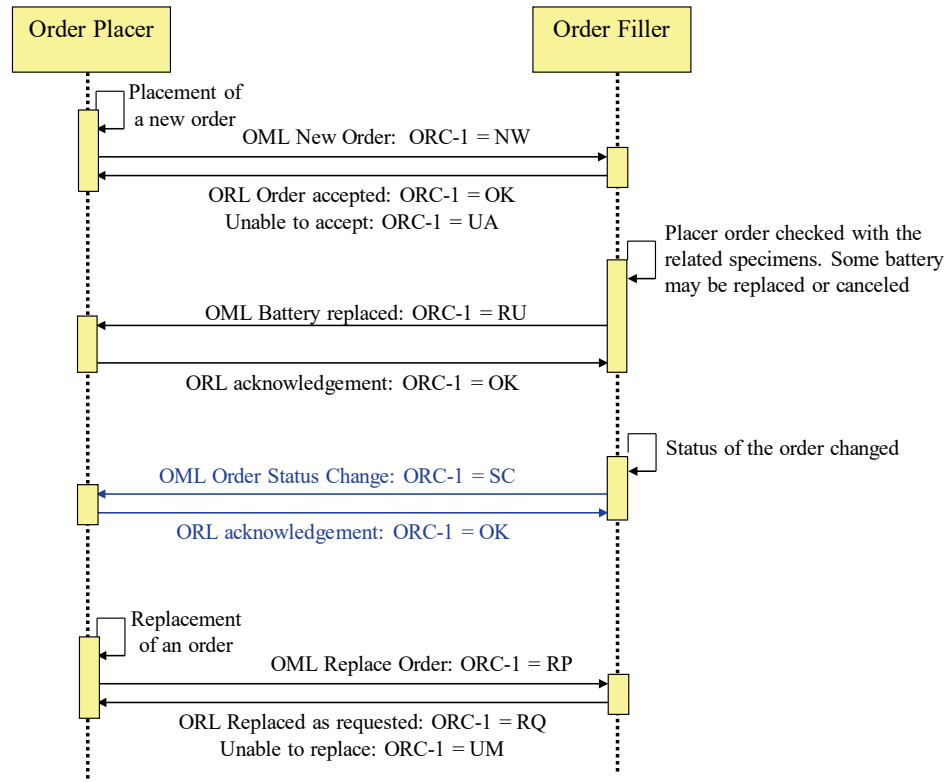 Order Placer
Order Filler
Placement of
a new order
OML New Order: ORC-1 = NW
ORL Order accepted: ORC-1 = OK
Unable to accept: ORC-1 = UA
Placer order checked with the
related specimens. Some battery
may be replaced or canceled
OML Battery replaced: ORC-1 = RU
ORL acknowledgement: ORC-1 = OK
Status of the order changed
OML Order Status Change: ORC-1 = SC
ORL acknowledgement: ORC-1 = OK
Replacement
of an order
OML Replace Order: ORC-1 = RP
ORL Replaced as requested: ORC-1 = RQ
Unable to replace: ORC-1 = UM